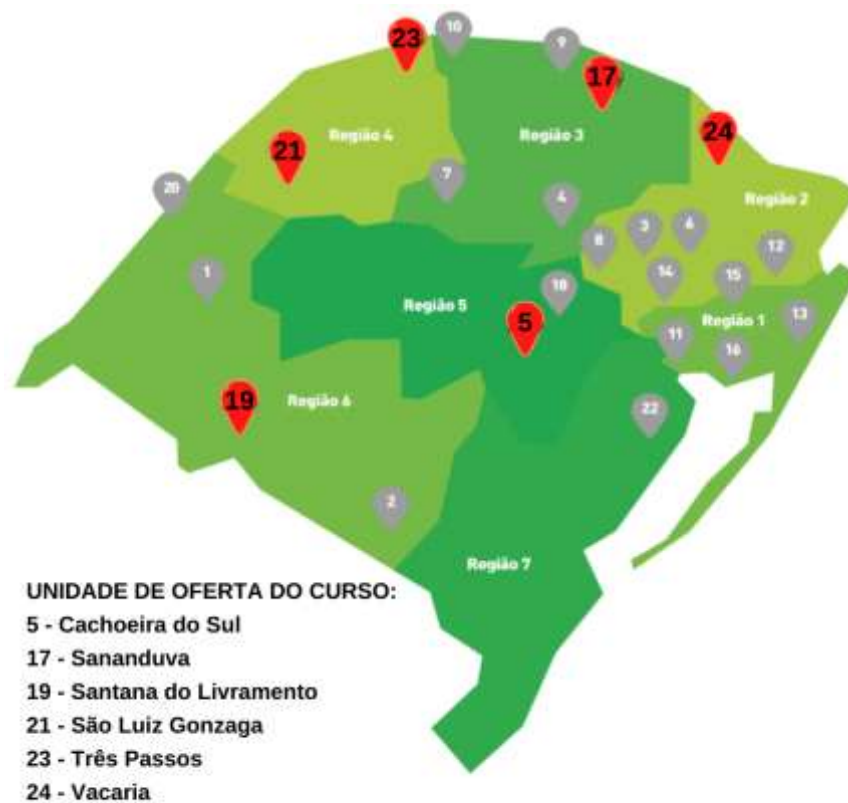 10
23
9
17
24
Região 4
Região 3
21
7
20
4
Região 2
3
6
8
12
1
14
15
18
Região 5
5
13
Região 1
11
16
19
Região 6
22
2
Região 7
UNIDADE DE OFERTA DO CURSO:
5 - Cachoeira do Sul
17 - Sananduva
19 - Santana do Livramento
21 - São Luiz Gonzaga
23 - Três Passos
24 - Vacaria